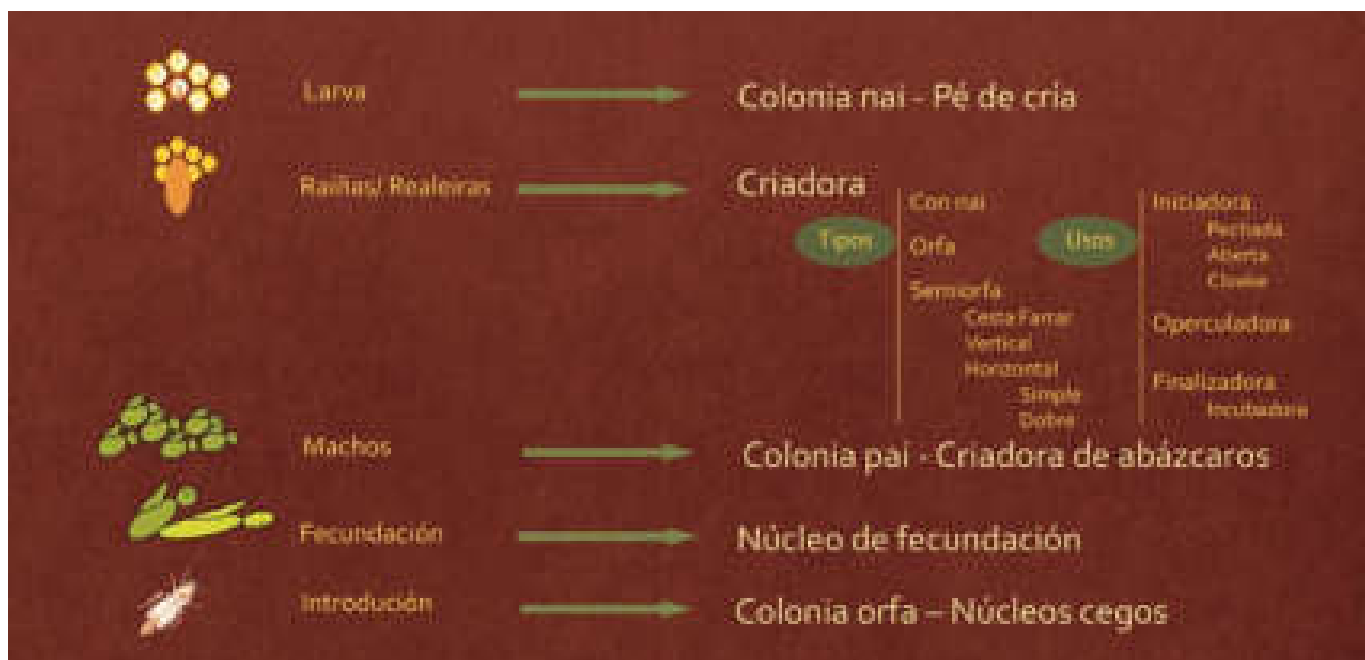 Larva
Colonia nai - Pé de cría
Raíñas/ Realeiras
Criadora
Tipos
Con nai
Orfa
Semiorfa
Cesta Farrar
Vertical
Horizontal
Simple
Dobre
Usos
Iniciadora
Pechada
Aberta
Operculadora
Finalizadora
Incubadora
Machos
Colonia pai - Criadora de abázcaros
Fecundación
Núcleo de fecundación
Introdución
Colonia orfa – Núcleos cegos